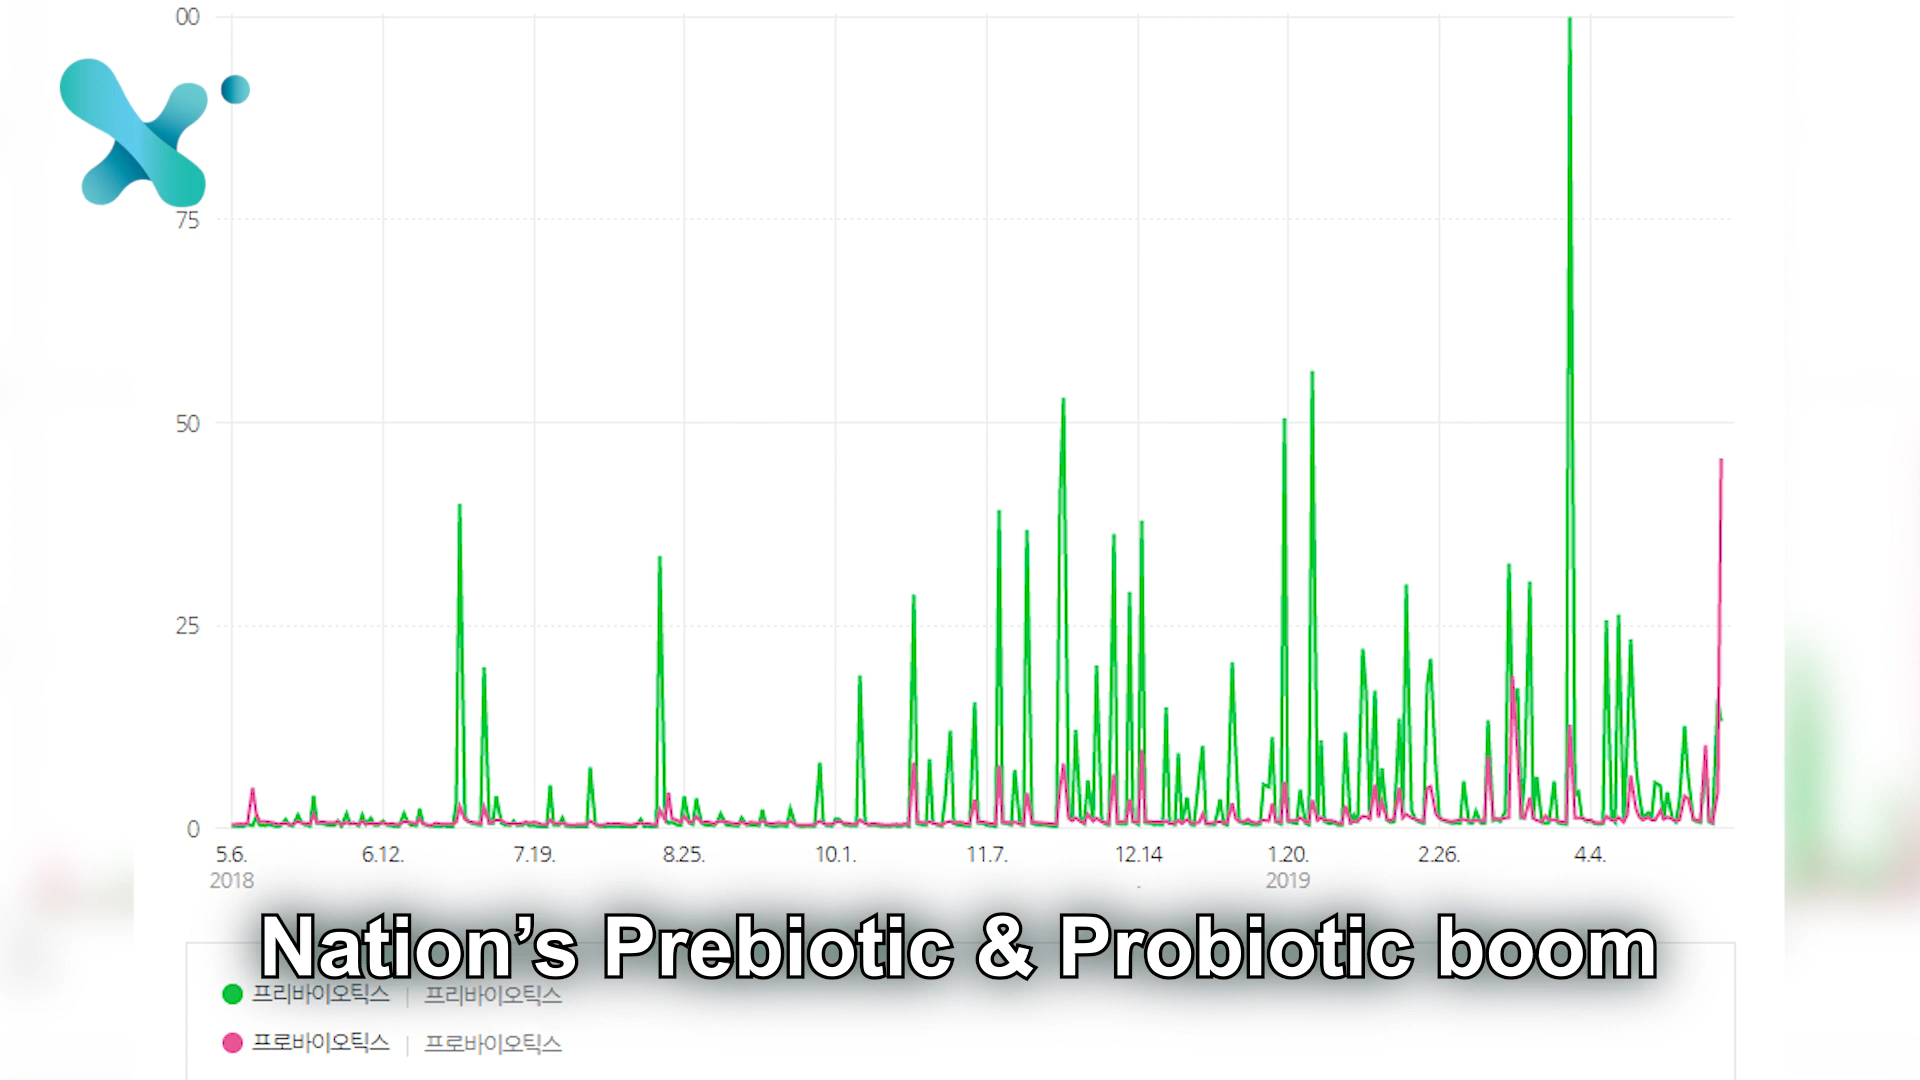 00
75
50
25
0
5.6. 6.12. 7.19. 8.25. 10.1. 11.7. 12.14 1.20. 2.26. 4.4.
2018 . 2019
Nation’s Prebiotic & Probiotic boom
프리바이오틱스 | 프리바이오틱스
프로바이오틱스 | 프로바이오틱스